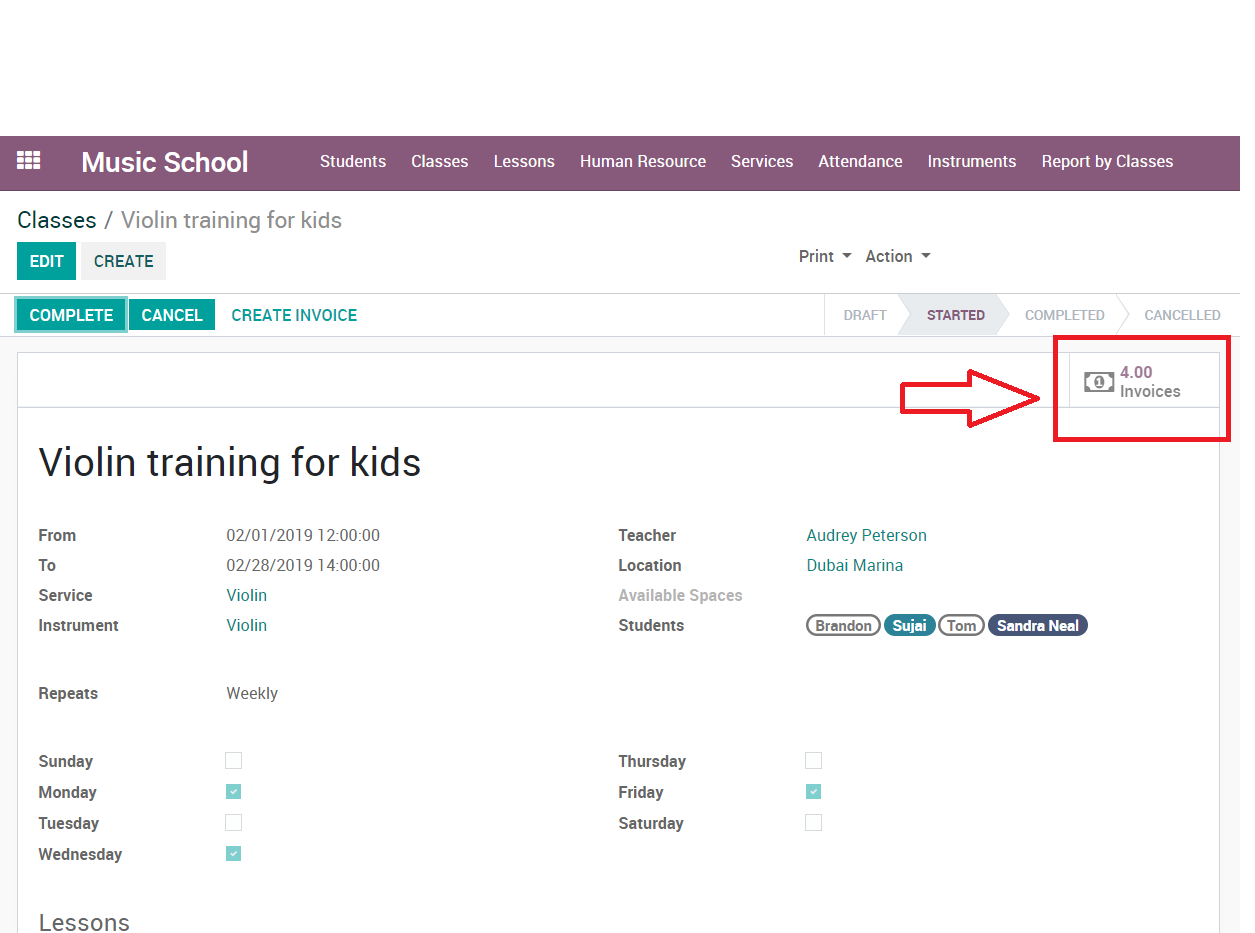 Music School Students Classes Lessons Human Resource Services Attendance Instruments Report by Classes
Classes / Violin training for kids
EDIT CREATE Print Action
COMPLETE CANCEL CREATE INVOICE DRAFT STARTED COMPLETED CANCELLED
1 4.00
Invoices
Violin training for kids
From 02/01/2019 12:00:00 Teacher Audrey Peterson
To 02/28/2019 14:00:00 Location Dubai Marina
Service Violin Available Spaces
Instrument Violin Students Brandon Sujai Tom Sandra Neal
Repeats Weekly
Sunday Thursday
Monday Friday
Tuesday Saturday
Wednesday
Lessons